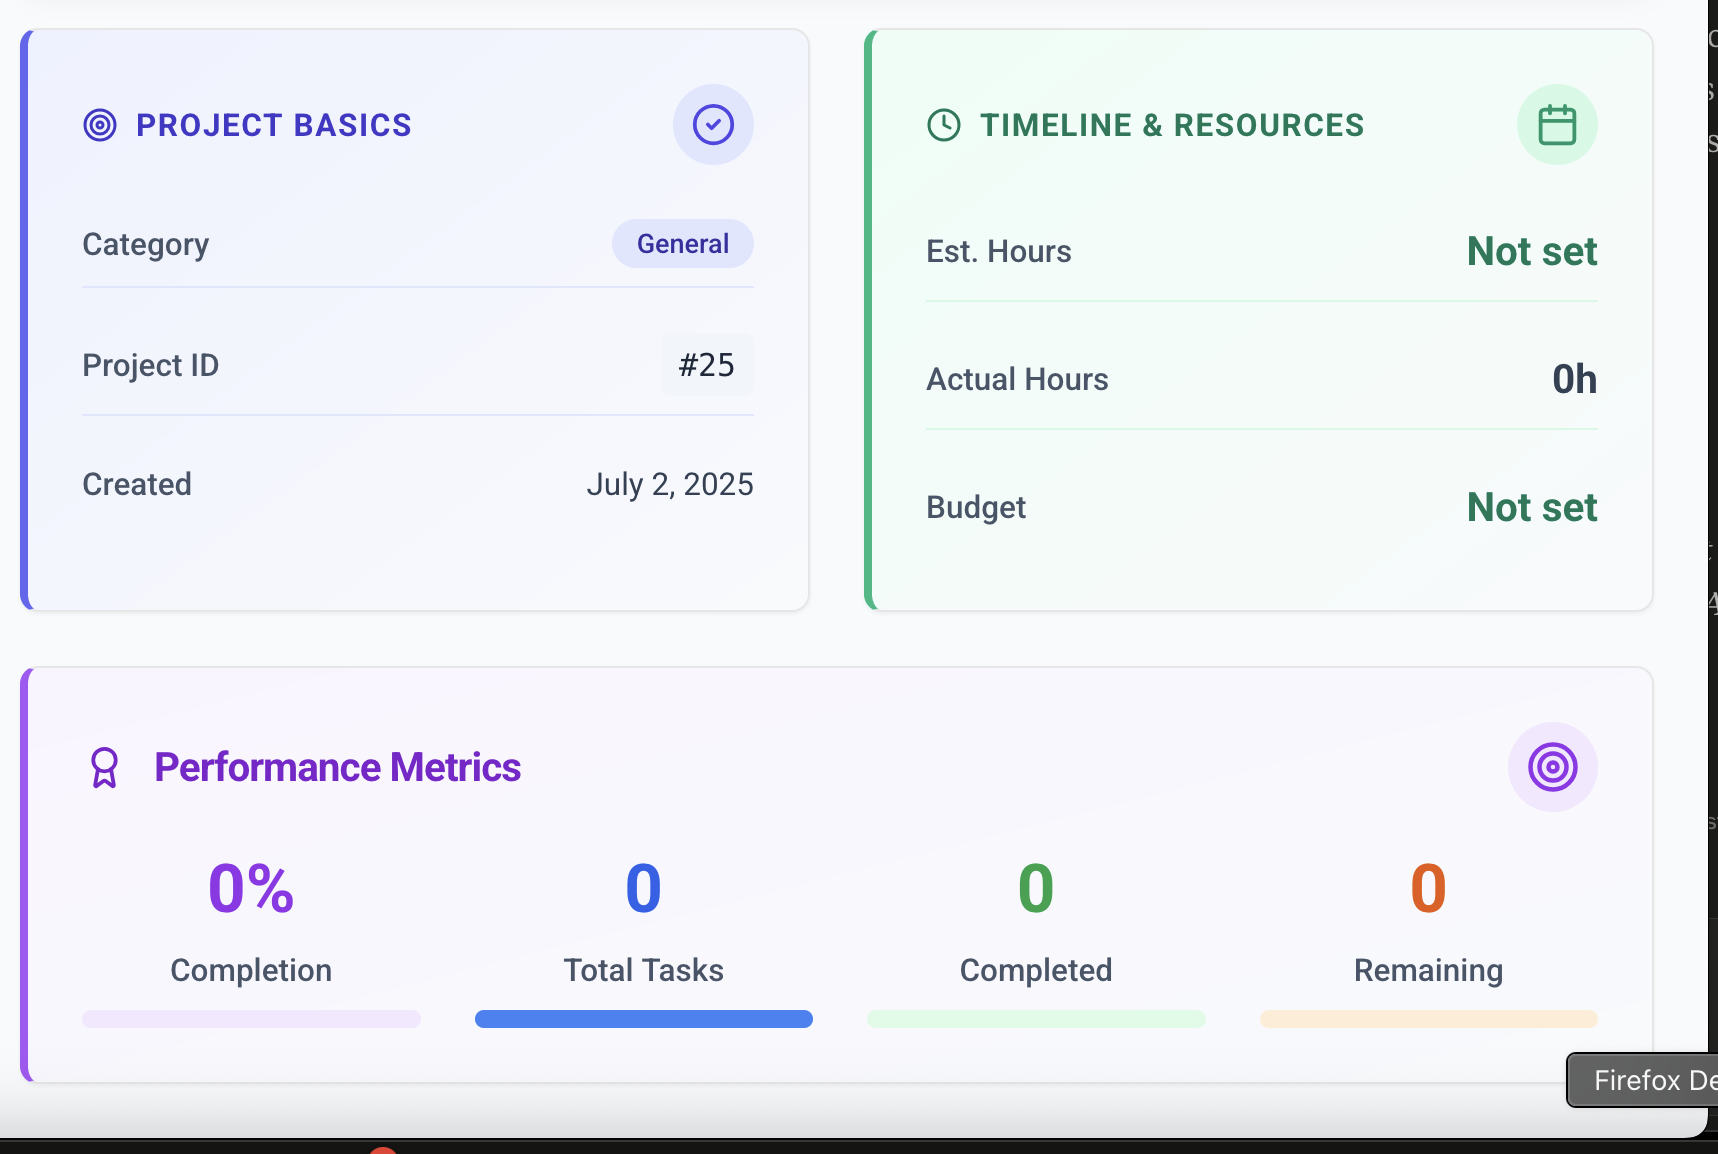 PROJECT BASICS
Category
General
Project ID
#25
Created
July 2, 2025
TIMELINE & RESOURCES
Est. Hours
Not set
Actual Hours
0h
Budget
Not set
Performance Metrics
0%
Completion
0
Total Tasks
0
Completed
0
Remaining
Firefox De